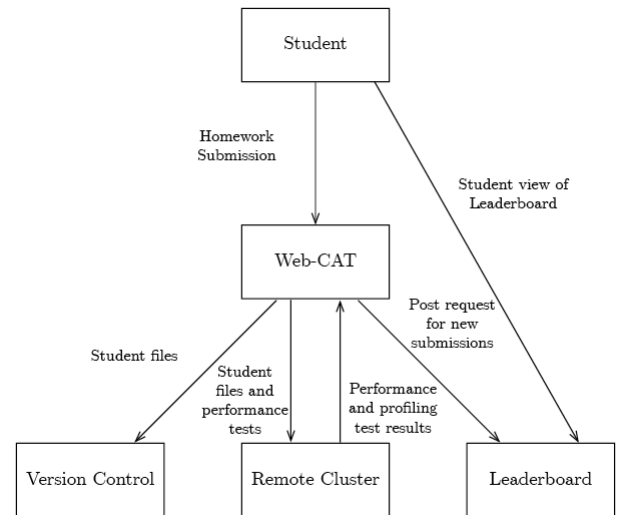 Student
Homework
Submission
Student view of
Leaderboard
Web-CAT
Post request
for new
submissions
Student files
Student
files and
performance
tests
Performance
and profiling
test results
Version Control
Remote Cluster
Leaderboard